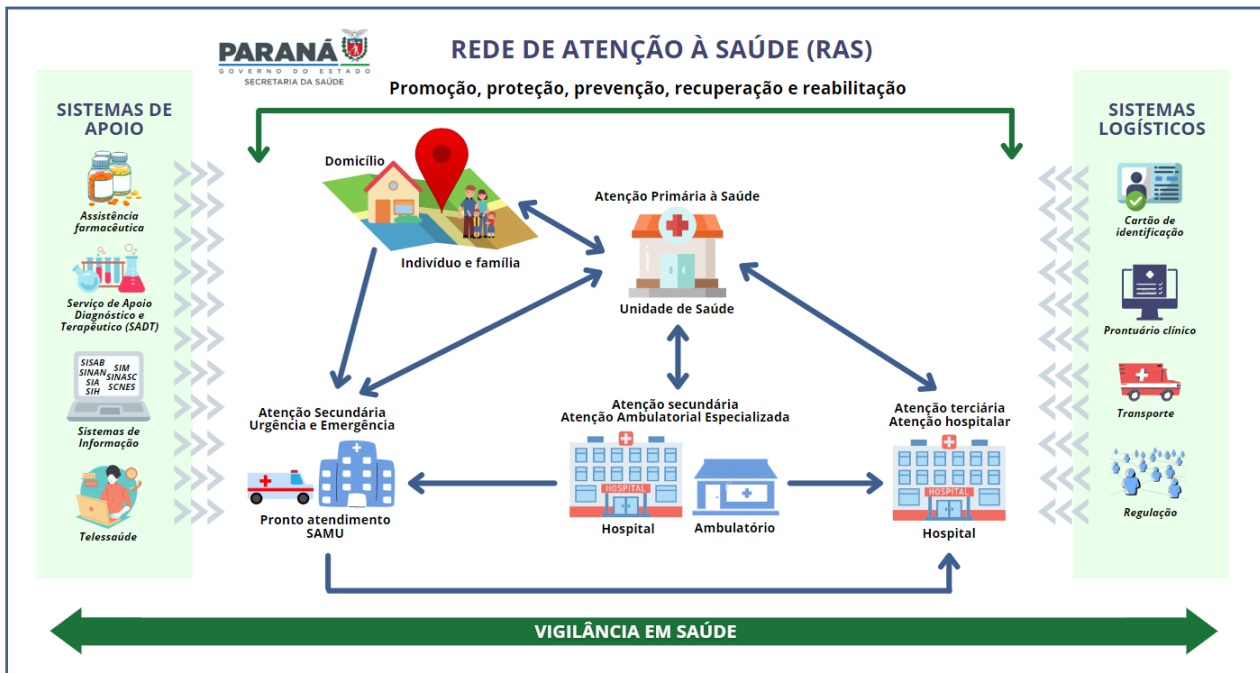 PARANÁ
GOVERNO DO ESTADO
SECRETARIA DA SAÚDE
REDE DE ATENÇÃO À SAÚDE (RAS)
Promoção, proteção, prevenção, recuperação e reabilitação
SISTEMAS DE
APOIO
Assistência
farmacêutica
Serviço de Apoio
Diagnóstico e
Terapêutico (SADT)
SISAB
SINAN
SIA
SIH
SIM
SINASC
SCNES
Sistemas de
Informação
Telessaúde
Domicílio
Indivíduo e família
Atenção Primária à Saúde
Unidade de Saúde
Atenção Secundária
Urgência e Emergência
Pronto atendimento
SAMU
Atenção secundária
Atenção Ambulatorial Especializada
HOSPITAL
Hospital
Ambulatório
Atenção terciária
Atenção hospitalar
HOSPITAL
Hospital
SISTEMAS
LOGÍSTICOS
Cartão de
identificação
Prontuário clínico
Transporte
Regulação
VIGILÂNCIA EM SAÚDE